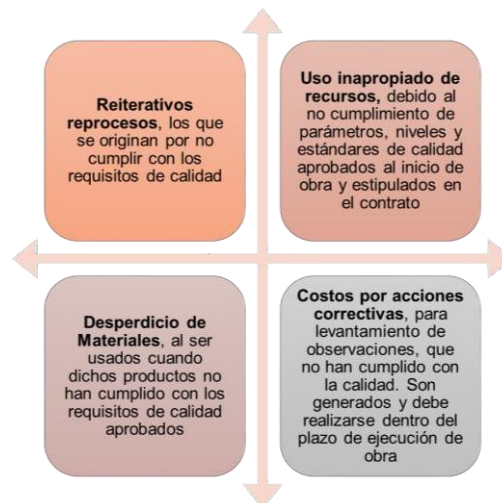 Reiterativos
reprocesos, los que
se originan por no
cumplir con los
requisitos de calidad
Uso inapropiado de
recursos, debido al
no cumplimiento de
parámetros, niveles y
estándares de calidad
aprobados al inicio de
obra y estipulados en
el contrato
Desperdicio de
Materiales, al ser
usados cuando
dichos productos no
han cumplido con los
requisitos de calidad
aprobados
Costos por acciones
correctivas, para
levantamiento de
observaciones, que
no han cumplido con
la calidad. Son
generados y debe
realizarse dentro del
plazo de ejecución de
obra